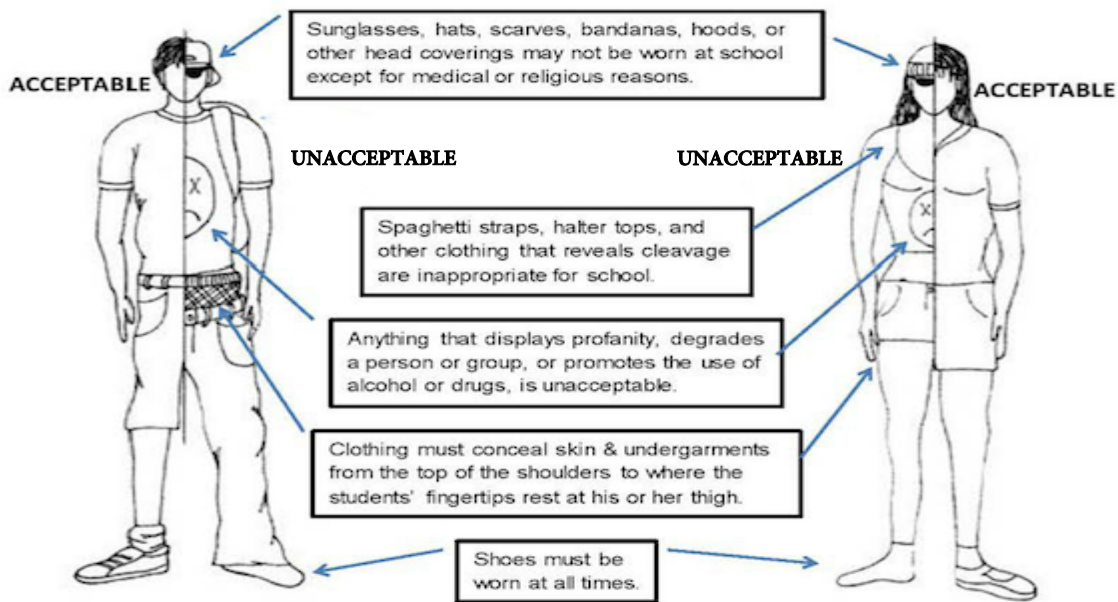 Sunglasses, hats, scarves, bandanas, hoods, or
other head coverings may not be worn at school
except for medical or religious reasons.
ACCEPTABLE
ACCEPTABLE
UNACCEPTABLE
UNACCEPTABLE
Spaghetti straps, halter tops, and
other clothing that reveals cleavage
are inappropriate for school.
Anything that displays profanity, degrades
a person or group, or promotes the use of
alcohol or drugs, is unacceptable.
Clothing must conceal skin & undergarments
from the top of the shoulders to where the
students' fingertips rest at his or her thigh.
Shoes must be
worn at all times.